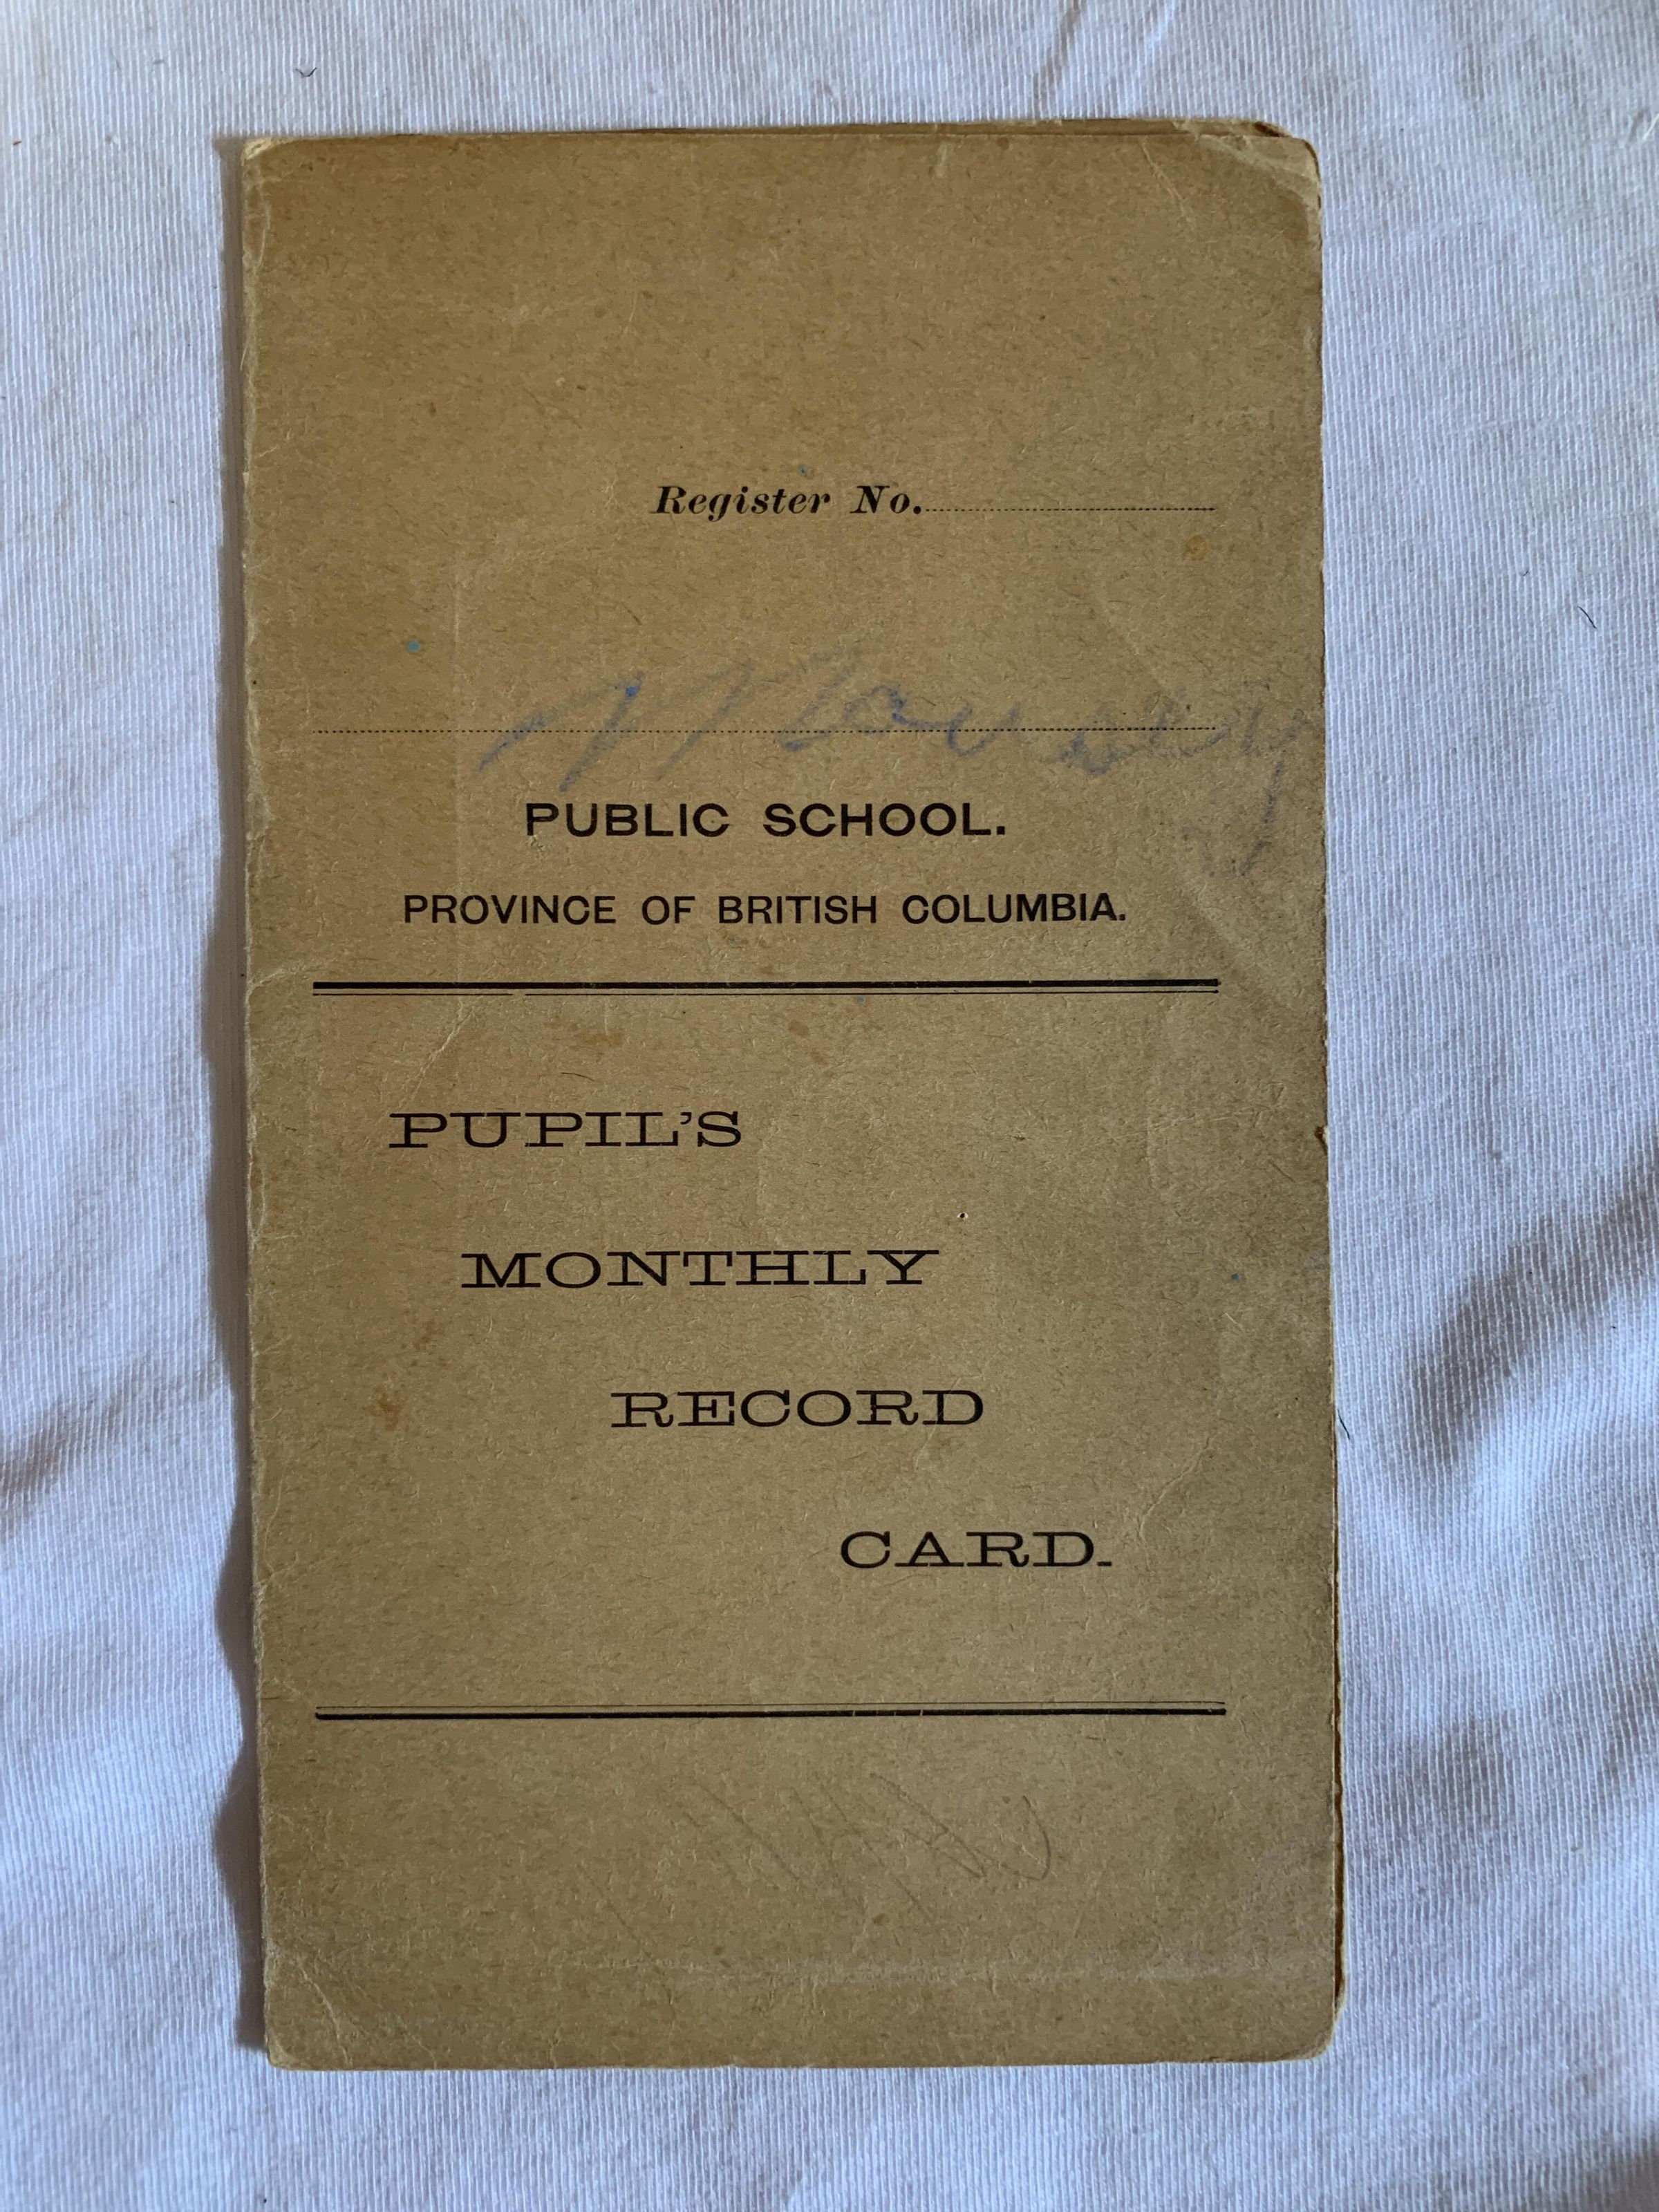 Register No.
PUBLIC SCHOOL.
PROVINCE OF BRITISH COLUMBIA.
PUPIL'S
MONTHLY
RECORD
CARD.